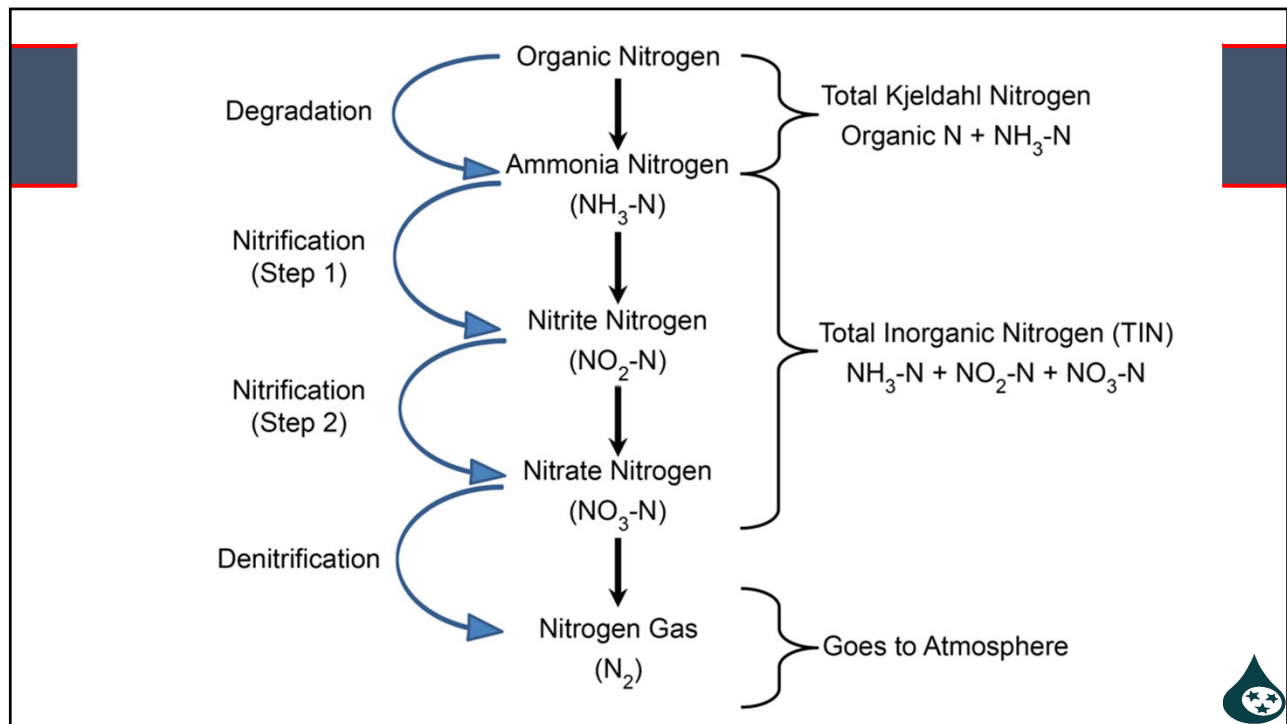 Organic Nitrogen
Degradation
Total Kjeldahl Nitrogen
Organic N + NH₃-N
Ammonia Nitrogen
(NH₃-N)
Nitrification
(Step 1)
Nitrite Nitrogen
(NO₂-N)
Total Inorganic Nitrogen (TIN)
NH₃-N + NO₂-N + NO₃-N
Nitrification
(Step 2)
Nitrate Nitrogen
(NO₃-N)
Denitrification
Nitrogen Gas
(N₂)
Goes to Atmosphere